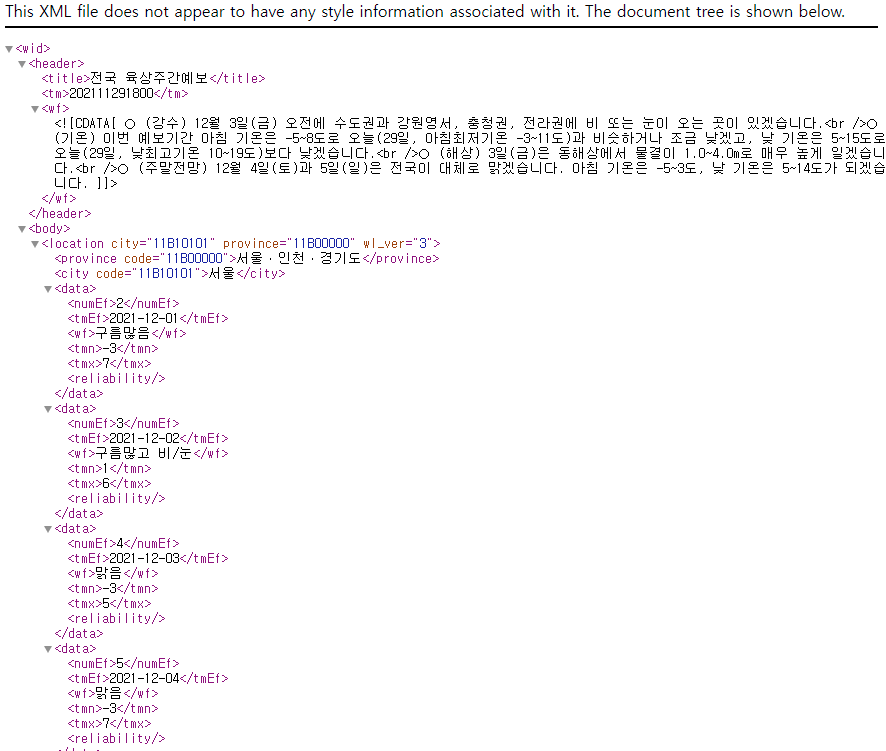 This XML file does not appear to have any style information associated with it. The document tree is shown below.
▼<wid>
▼<header>
<title>전국 육상주간예보</title>
<tm>202111291800</tm>
▼<wf>
<![CDATA[ ○ (강수) 12월 3일(금) 오전에 수도권과 강원영서, 충청권, 전라권에 비 또는 눈이 오는 곳이 있겠습니다.<br />○
(기온) 이번 예보기간 아침 기온은 -5~8도로 오늘(29일, 아침최저기온 -3~11도)과 비슷하거나 조금 낮겠고, 낮 기온은 5~15도로
오늘(29일, 낮최고기온 10~19도)보다 낮겠습니다.<br />○ (해상) 3일(금)은 동해상에서 물결이 1.0~4.0m로 매우 높게 일겠습니
다.<br />○ (주말전망) 12월 4일(토)과 5일(일)은 전국이 대체로 맑겠습니다. 아침 기온은 -5~3도, 낮 기온은 5~14도가 되겠습
니다. ]]>
</wf>
</header>
▼<body>
▼<location city="11B10101" province="11B00000" wl_ver="3">
<province code="11B00000">서울·인천·경기도</province>
<city code="11B10101">서울</city>
▼<data>
<numEf>2</numEf>
<tmEf>2021-12-01</tmEf>
<wf>구름많음</wf>
<tmn>-3</tmn>
<tmx>7</tmx>
<reliability/>
</data>
▼<data>
<numEf>3</numEf>
<tmEf>2021-12-02</tmEf>
<wf>구름많고 비/눈</wf>
<tmn>1</tmn>
<tmx>6</tmx>
<reliability/>
</data>
▼<data>
<numEf>4</numEf>
<tmEf>2021-12-03</tmEf>
<wf>맑음</wf>
<tmn>-3</tmn>
<tmx>5</tmx>
<reliability/>
</data>
▼<data>
<numEf>5</numEf>
<tmEf>2021-12-04</tmEf>
<wf>맑음</wf>
<tmn>-3</tmn>
<tmx>7</tmx>
<reliability/>